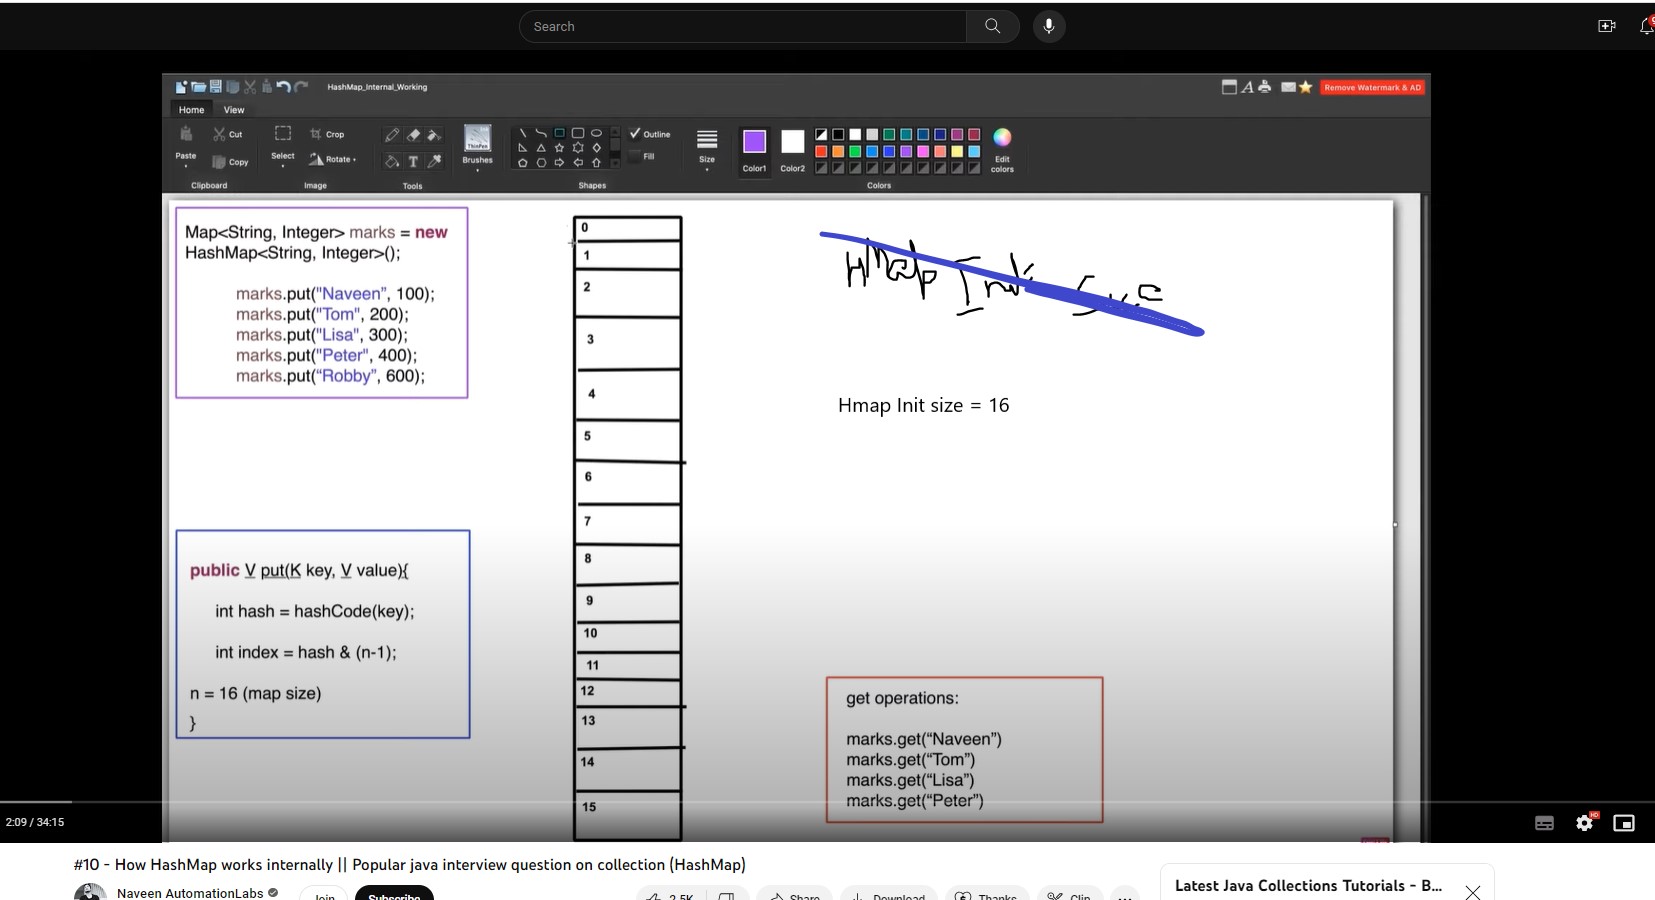 Search
HashMap_Internal_Working
Remove Watermark & AD
Home View
Paste Cut Copy
Clipboard
Select Crop Rotate
Image
Tools
Brushes
Outline
Fill
Shapes
Size
Color1 Color2
Edit colors
Colors
Map<String, Integer> marks = new
HashMap<String, Integer>();
marks.put("Naveen", 100);
marks.put("Tom", 200);
marks.put("Lisa", 300);
marks.put("Peter", 400);
marks.put("Robby", 600);
0
1
2
3
4
5
6
7
8
9
10
11
12
13
14
15
HMap Init
Hmap Init size = 16
public V put(K key, V value){
int hash = hashCode(key);
int index = hash & (n-1);
n = 16 (map size)
}
get operations:
marks.get("Naveen")
marks.get("Tom")
marks.get("Lisa")
marks.get("Peter")
2:09 / 34:15
HD
#10 - How HashMap works internally || Popular java interview question on collection (HashMap)
Naveen AutomationLabs
Join Subscribe 2.5K Share Download Thanks Clip ...
Latest Java Collections Tutorials - B...